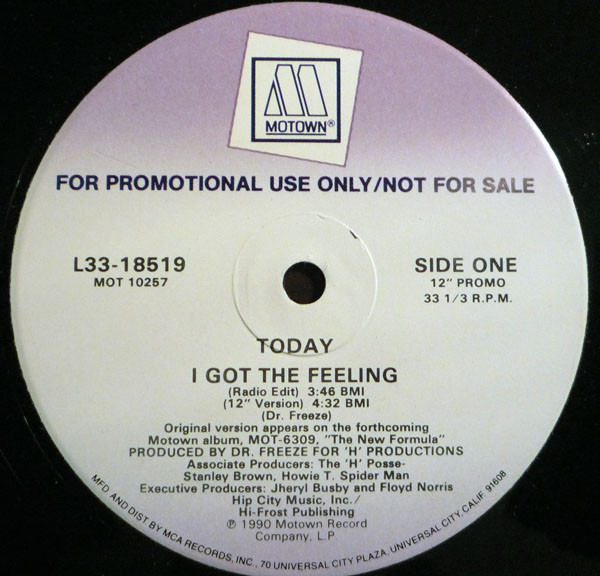 MOTOWN®
FOR PROMOTIONAL USE ONLY/NOT FOR SALE
L33-18519
MOT 10257
SIDE ONE
12" PROMO
33 1/3 R.P.M.
TODAY
I GOT THE FEELING
(Radio Edit) 3:46 BMI
(12" Version) 4:32 BMI
(Dr. Freeze)
Original version appears on the forthcoming
Motown album, MOT-6309, "The New Formula"
PRODUCED BY DR. FREEZE FOR 'H' PRODUCTIONS
Associate Producers: The 'H' Posse-
Stanley Brown, Howie T. Spider Man
Executive Producers: Jheryl Busby and Floyd Norris
Hip City Music, Inc./
Hi-Frost Publishing
℗ 1990 Motown Record
Company, L.P.
MFD AND DIST BY MCA RECORDS, INC., 70 UNIVERSAL CITY PLAZA, UNIVERSAL CITY, CALIF. 91608